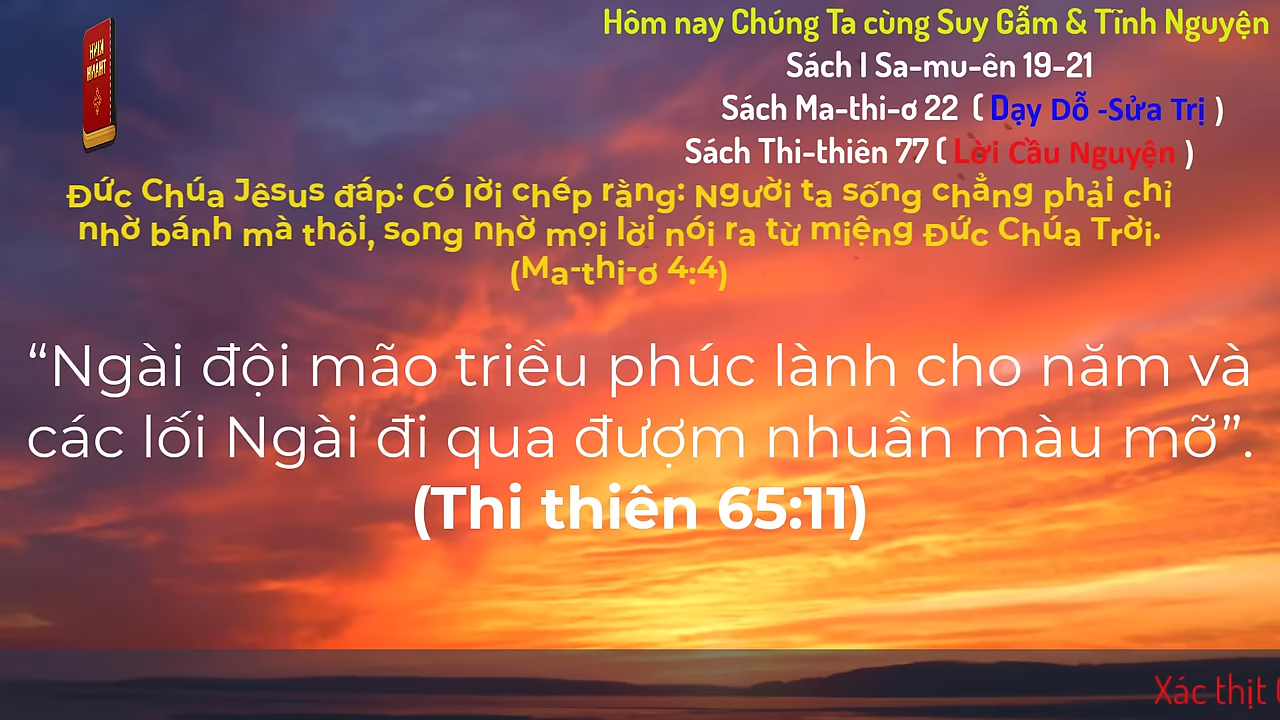 Hôm nay Chúng Ta cùng Suy Gẫm & Tĩnh Nguyện
Sách I Sa-mu-ên 19-21
Sách Ma-thi-ơ 22 ( Dạy Dỗ -Sửa Trị )
Sách Thi-thiên 77 ( Lời Cầu Nguyện )
KINH
THÁNH
Đức Chúa Jêsus đáp: Có lời chép rằng: Người ta sống chẳng phải chỉ
nhờ bánh mà thôi, song nhờ mọi lời nói ra từ miệng Đức Chúa Trời.
(Ma-thi-ơ 4:4)
“Ngài đội mão triều phúc lành cho năm và
các lối Ngài đi qua đượm nhuần màu mỡ”.
(Thi thiên 65:11)
Xác thịt